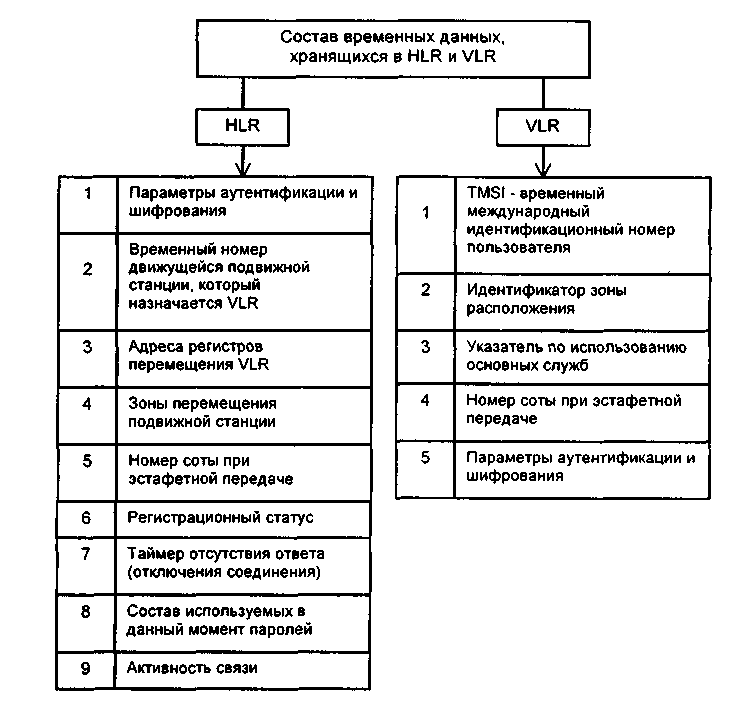 Состав временных данных,
хранящихся в HLR и VLR
HLR
1
Параметры аутентификации и
шифрования
2
Временный номер
движущейся подвижной
станции, который
назначается VLR
3
Адреса регистров
перемещения VLR
4
Зоны перемещения
подвижной станции
5
Номер соты при
эстафетной передаче
6
Регистрационный статус
7
Таймер отсутствия ответа
(отключения соединения)
8
Состав используемых в
данный момент паролей
9
Активность связи
VLR
1
TMSI - временный
международный
идентификационный номер
пользователя
2
Идентификатор зоны
расположения
3
Указатель по использованию
основных служб
4
Номер соты при эстафетной
передаче
5
Параметры аутентификации и
шифрования